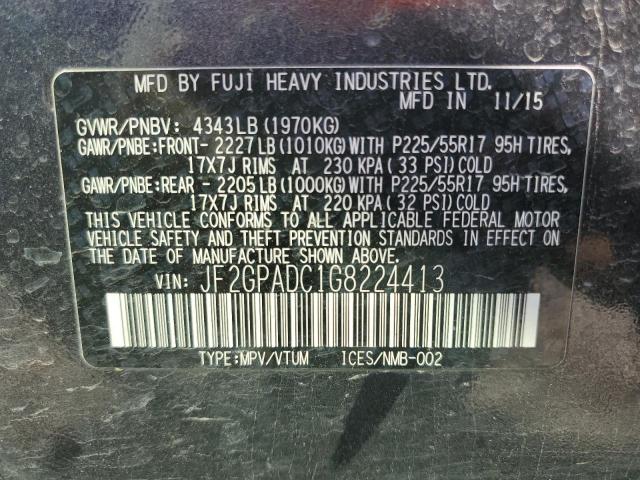 MFD BY FUJI HEAVY INDUSTRIES LTD.
MFD IN 11/15
GVWR/PNBV: 4343LB (1970KG)
GAWR/PNBE:FRONT- 2227LB (1010KG) WITH P225/55R17 95H TIRES,
17X7J RIMS AT 230 KPA (33 PSI) COLD
GAWR/PNBE:REAR - 2205LB (1000KG) WITH P225/55R17 95H TIRES,
17X7J RIMS AT 220 KPA (32 PSI) COLD
THIS VEHICLE CONFORMS TO ALL APPLICABLE FEDERAL MOTOR
VEHICLE SAFETY AND THEFT PREVENTION STANDARDS IN EFFECT ON
THE DATE OF MANUFACTURE SHOWN ABOVE.
VIN: JF2GPADC1G8224413
TYPE:MPV/VTUM ICES/NMB-002